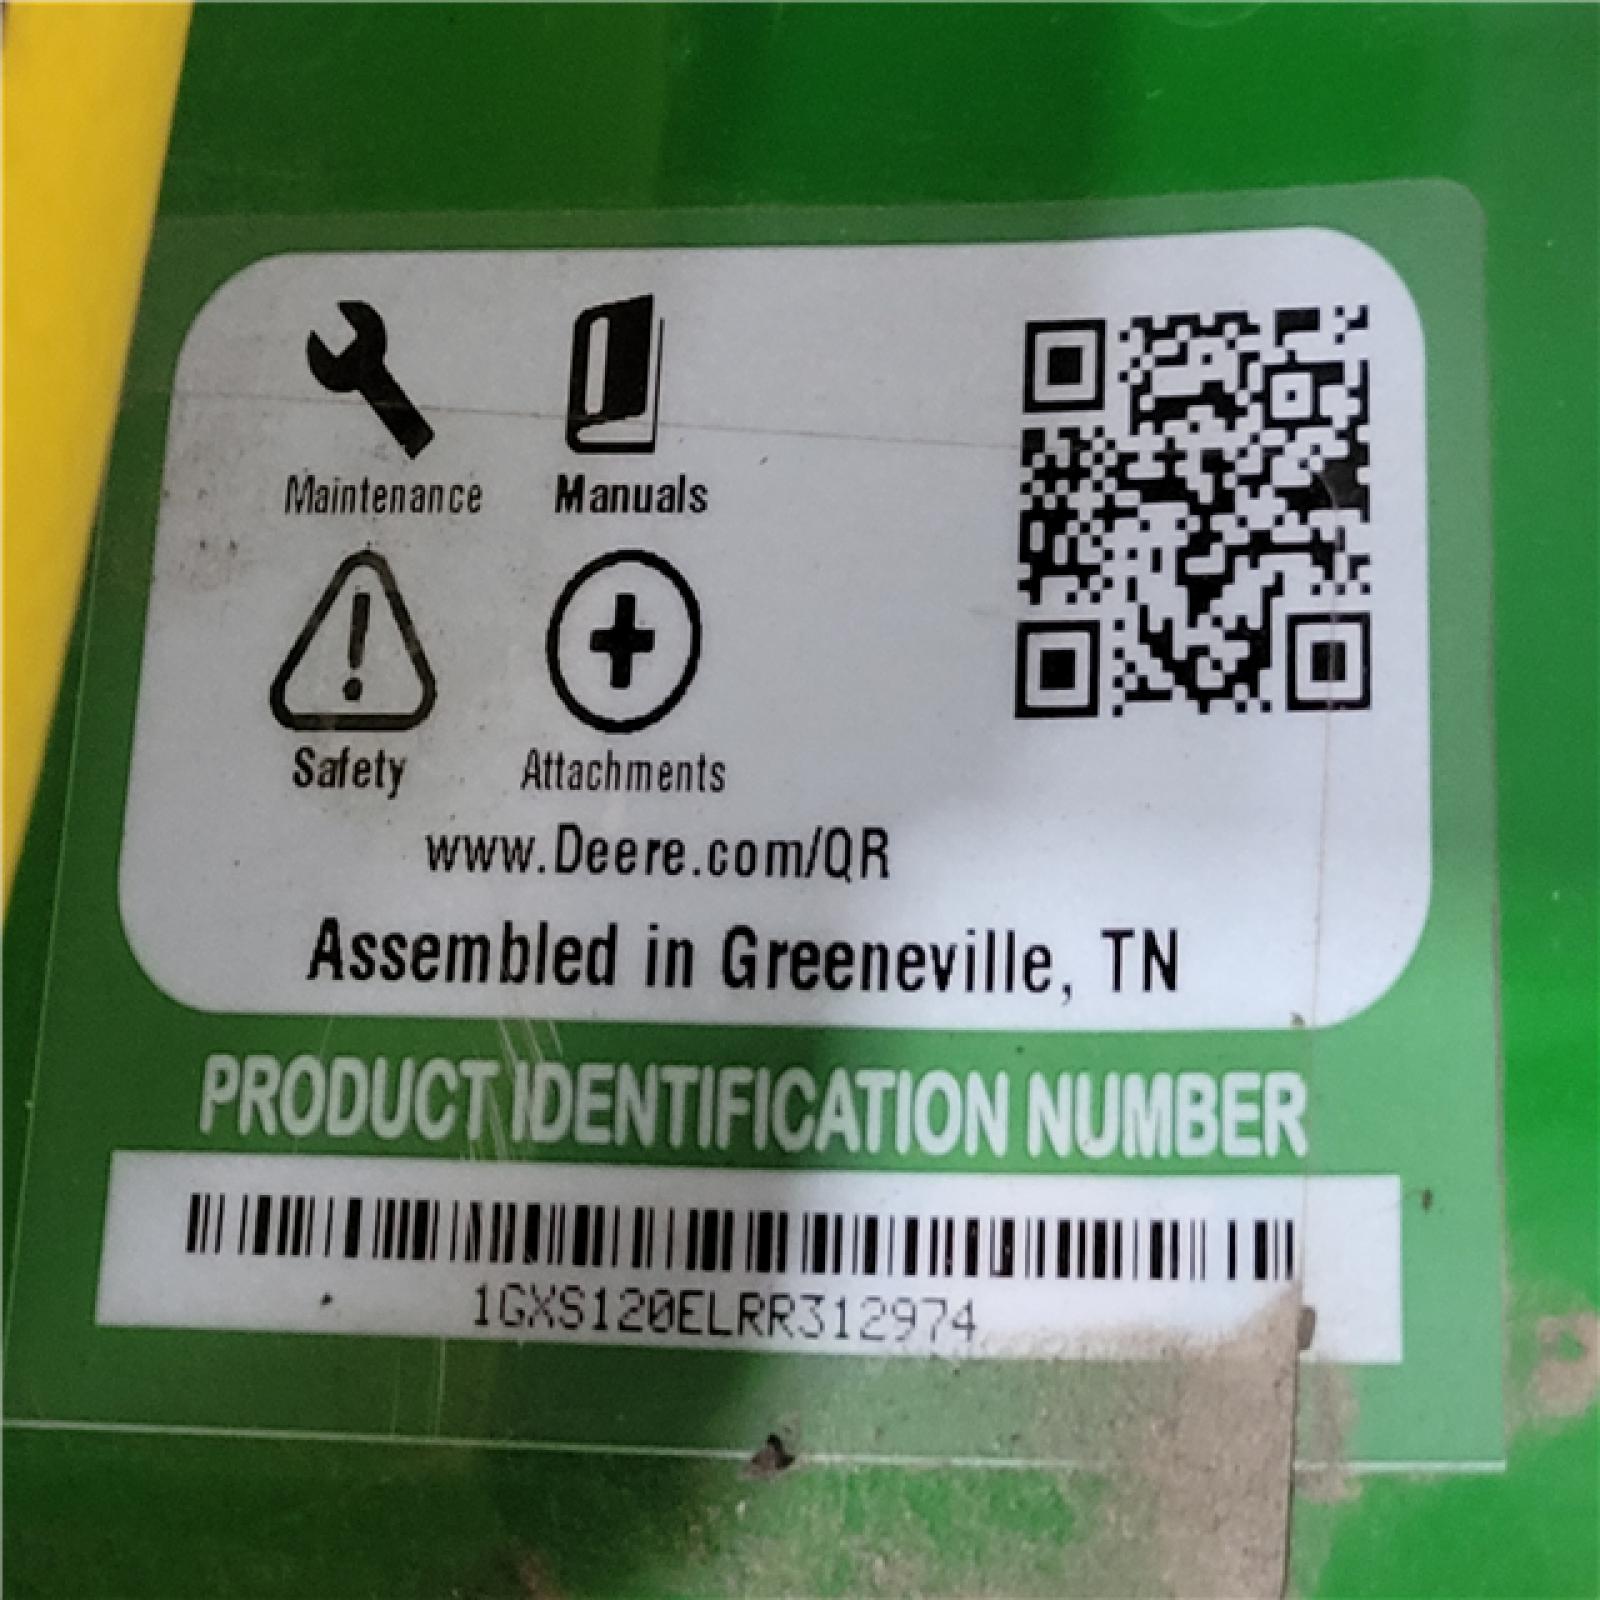 Maintenance Manuals
Safety Attachments
www.Deere.com/QR
Assembled in Greeneville, TN
PRODUCT IDENTIFICATION NUMBER
1GXS120ELRR312974